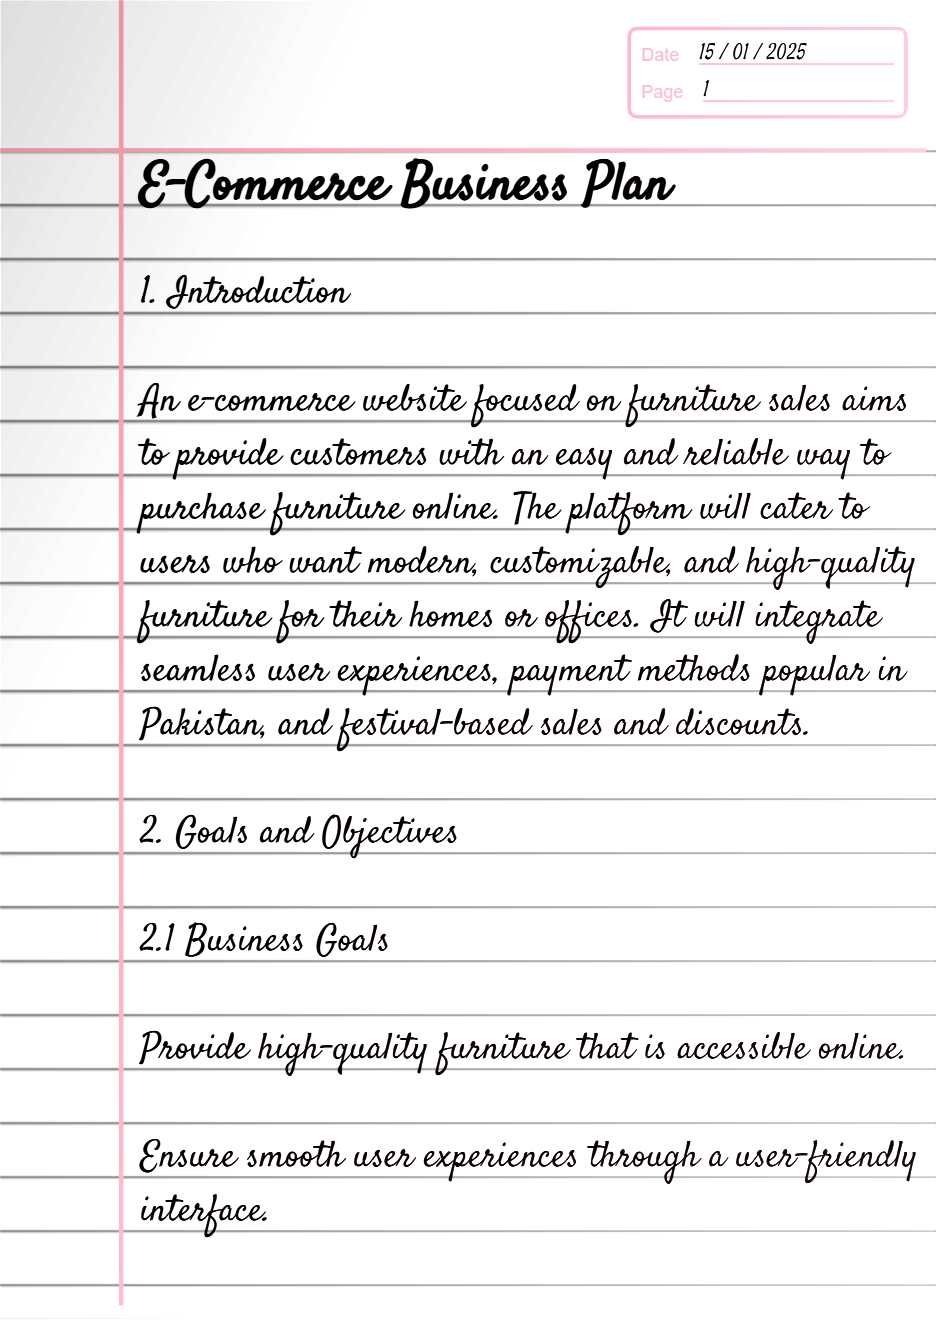 Date 15 / 01 / 2025
Page 1
E-Commerce Business Plan
1. Introduction
An e-commerce website focused on furniture sales aims
to provide customers with an easy and reliable way to
purchase furniture online. The platform will cater to
users who want modern, customizable, and high-quality
furniture for their homes or offices. It will integrate
seamless user experiences, payment methods popular in
Pakistan, and festival-based sales and discounts.
2. Goals and Objectives
2.1 Business Goals
Provide high-quality furniture that is accessible online.
Ensure smooth user experiences through a user-friendly
interface.